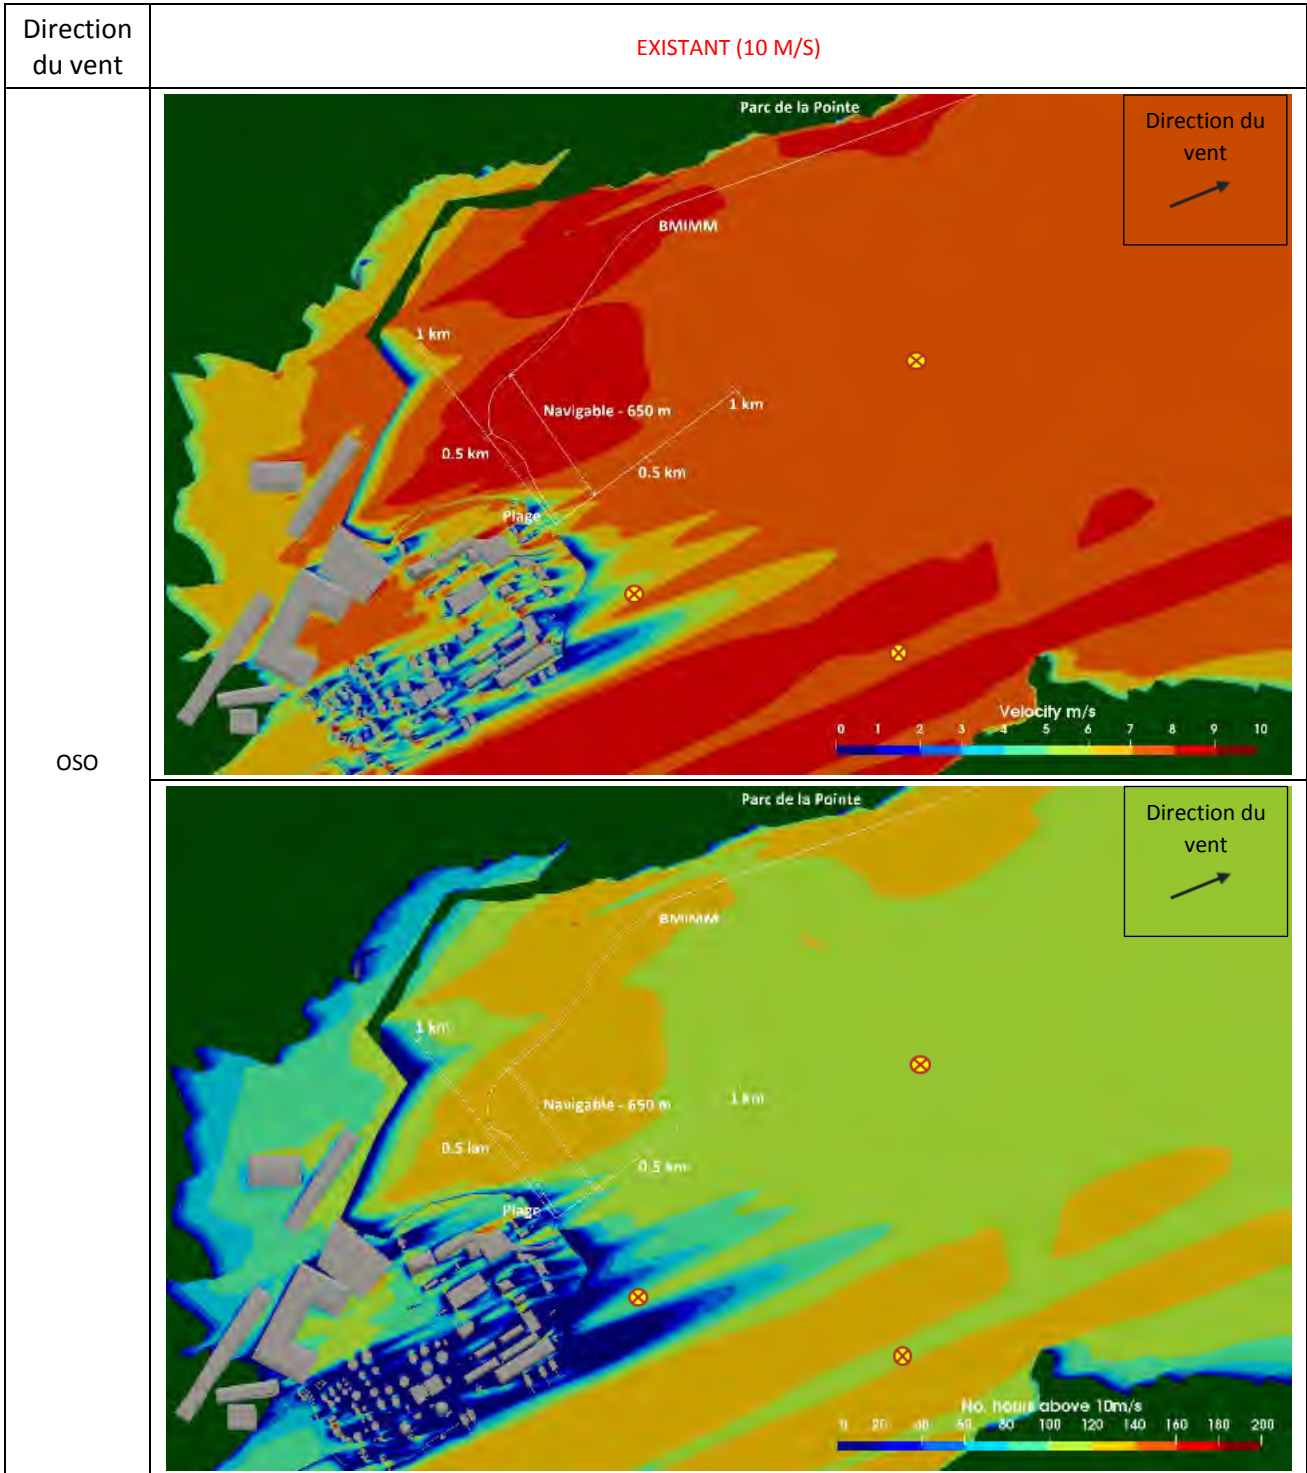 Direction
du vent
EXISTANT (10 M/S)
OSO
Parc de la Pointe
Direction du
vent
BMIMM
1 km
Navigable - 650 m
1 km
0.5 km
0.5 km
Plage
Velocity m/s
0 1 2 3 4 5 6 7 8 9 10
Parc de la Pointe
Direction du
vent
BMIMM
1 km
Navigable - 650 m
1 km
0.5 km
0.5 km
Plage
No. hours above 10m/s
0 20 40 60 80 100 120 140 160 180 200